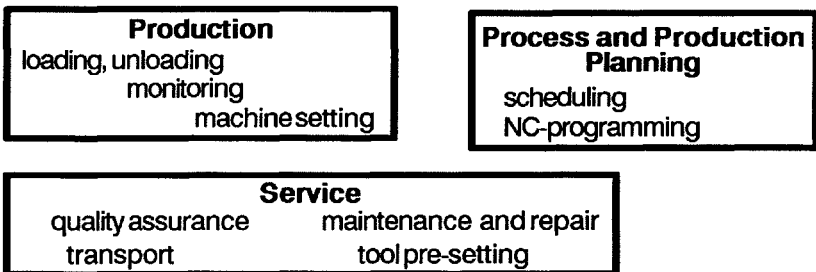 Production
loading, unloading
monitoring
machine setting
Process and Production
Planning
scheduling
NC-programming
Service
quality assurance maintenance and repair
transport tool pre-setting